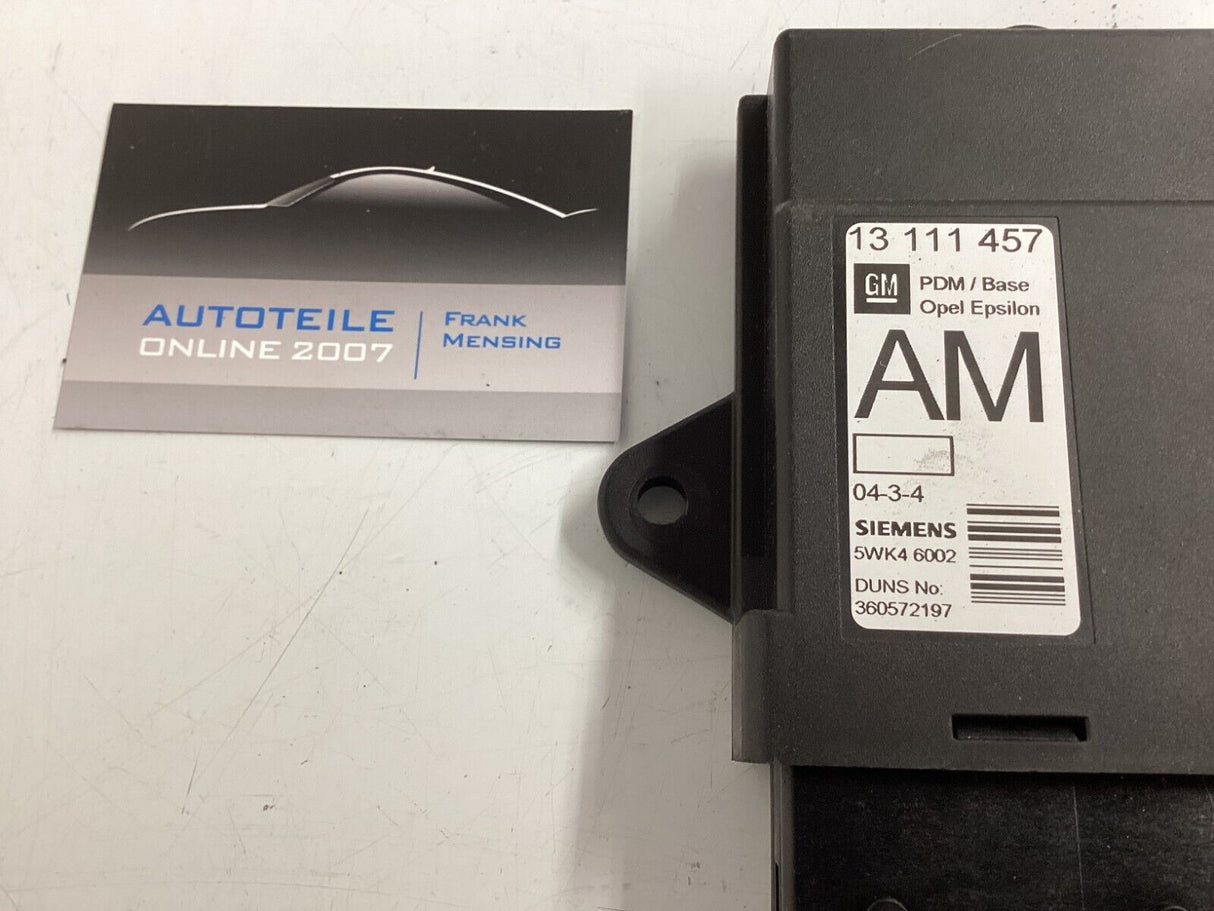 AUTOTEILE
ONLINE 2007
FRANK
MENSING
13 111 457
GM
PDM / Base
Opel Epsilon
AM
04-3-4
SIEMENS
5WK4 6002
DUNS No:
360572197